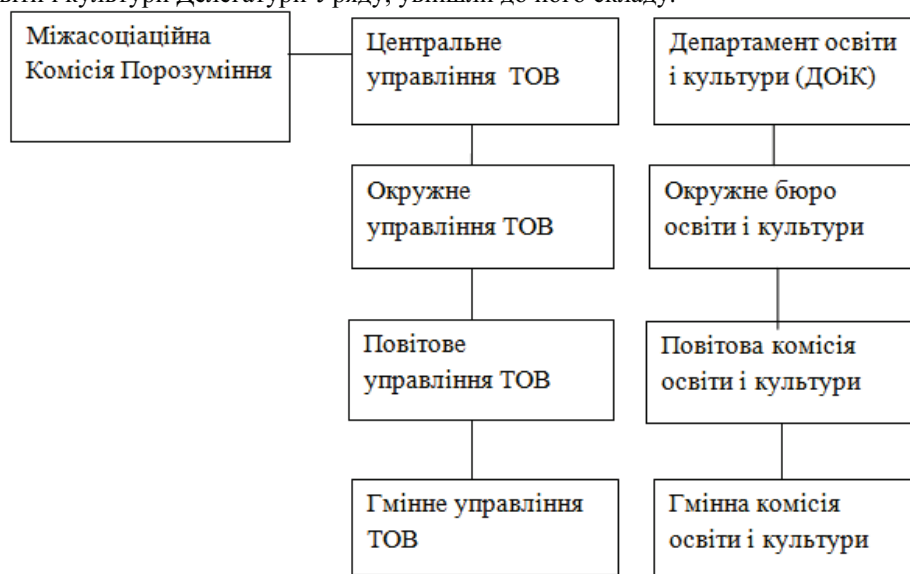 освіти і культури Делегатури Уряду, увійшли до його складу.
Міжасоціаційна
Комісія Порозуміння
Центральне
управління ТОВ
Департамент освіти
і культури (ДОіК)
Окружне
управління ТОВ
Окружне бюро
освіти і культури
Повітове
управління ТОВ
Повітова комісія
освіти і культури
Гмінне управління
ТОВ
Гмінна комісія
освіти і культури